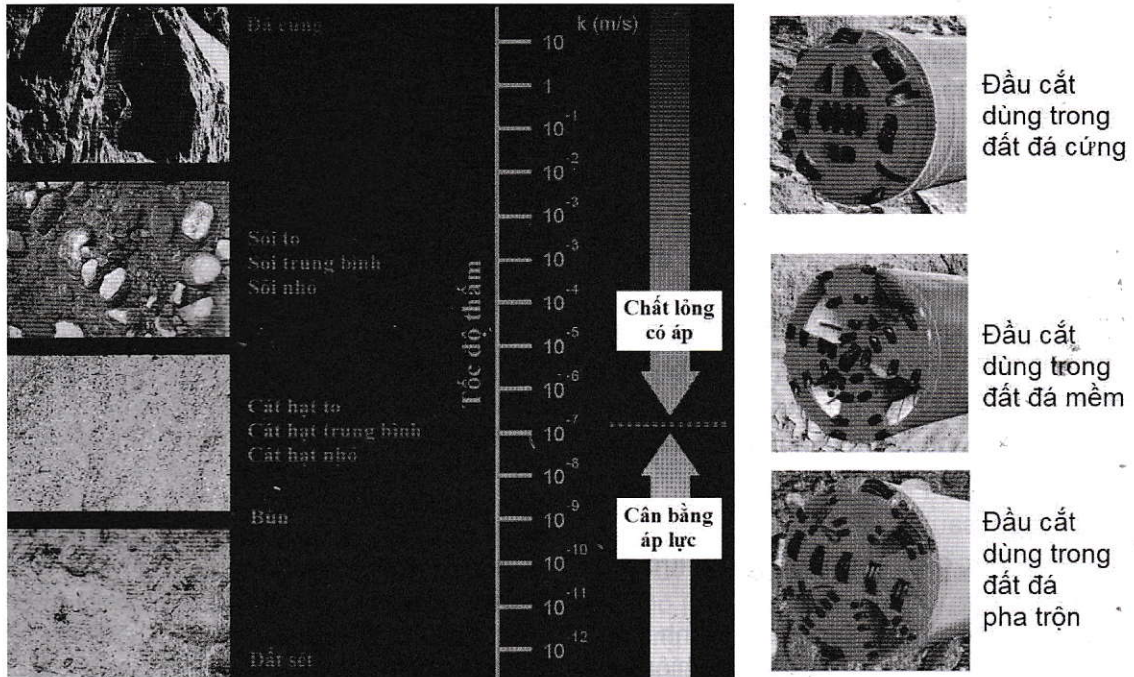 Đá cứng
Sỏi to
Sỏi trung bình
Sỏi nhỏ
Cát hạt to
Cát hạt trung bình
Cát hạt nhỏ
Bùn
Đất sét
Tốc độ thấm
k (m/s)
10
1
10⁻¹
10⁻²
10⁻³
10⁻³
10⁻⁴
10⁻⁵
10⁻⁶
10⁻⁷
10⁻⁸
10⁻⁹
10⁻¹⁰
10⁻¹¹
10⁻¹²
Chất lỏng
có áp
Cân bằng
áp lực
Đầu cắt
dùng trong
đất đá cứng
Đầu cắt
dùng trong
đất đá mềm
Đầu cắt
dùng trong
đất đá
pha trộn